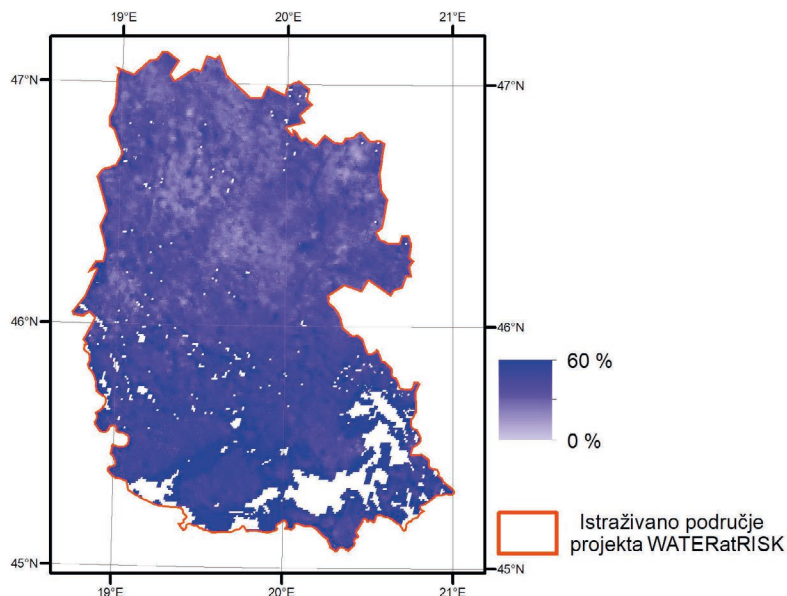 19°E
20°E
21°E
47°N
47°N
46°N
46°N
60 %
0 %
Istraživano područje
projekta WATERatRISK
45°N
45°N
19°E
20°E
21°E